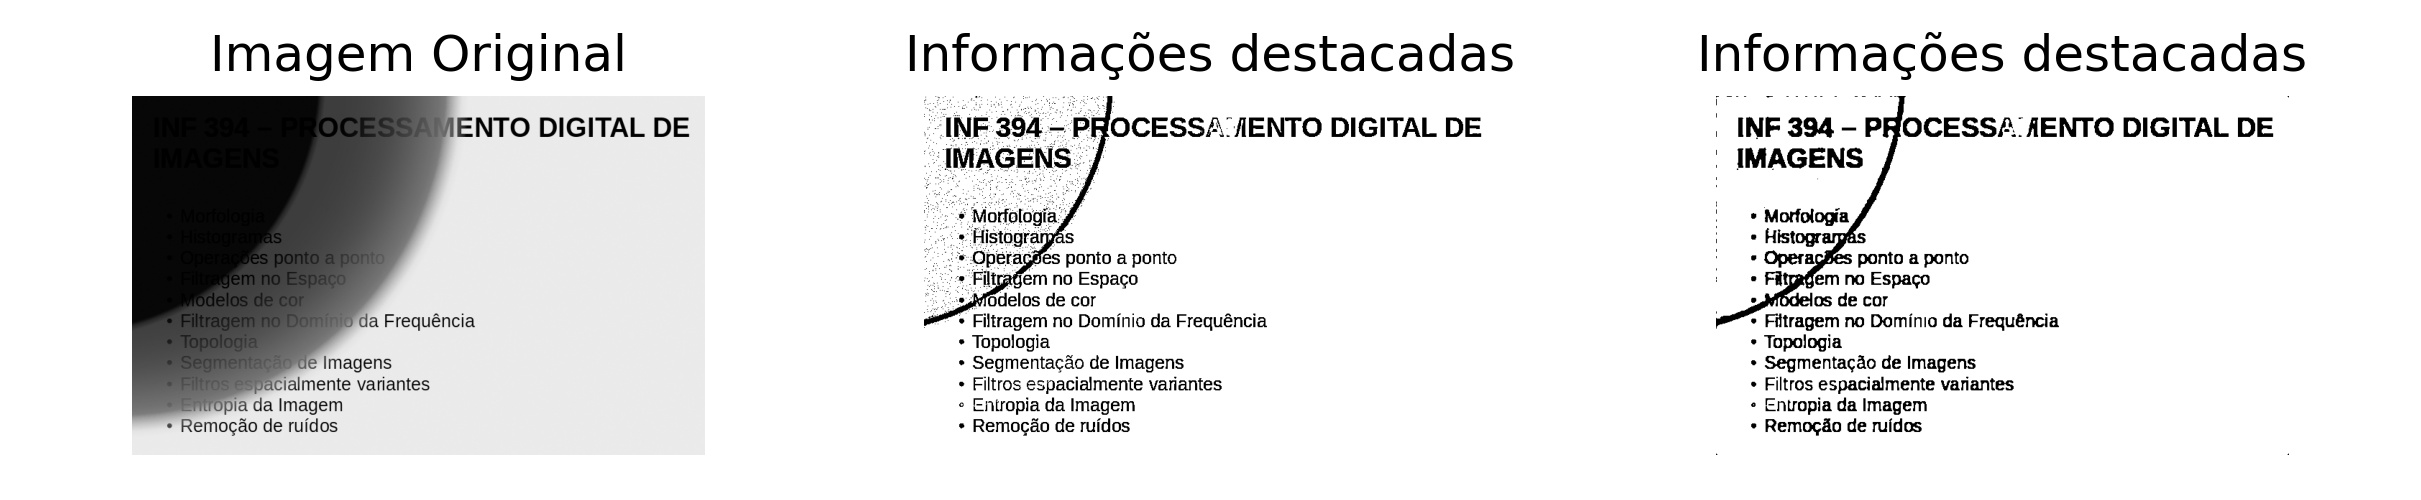 Imagem Original
INF 394 – PROCESSAMENTO DIGITAL DE
IMAGENS
• Morfologia
• Histogramas
• Operações ponto a ponto
• Filtragem no Espaço
• Modelos de cor
• Filtragem no Domínio da Frequência
• Topologia
• Segmentação de Imagens
• Filtros espacialmente variantes
• Entropia da Imagem
• Remoção de ruídos
Informações destacadas
INF 394 – PROCESSAMENTO DIGITAL DE
IMAGENS
• Morfologia
• Histogramas
• Operações ponto a ponto
• Filtragem no Espaço
• Modelos de cor
• Filtragem no Domínio da Frequência
• Topologia
• Segmentação de Imagens
• Filtros espacialmente variantes
• Entropia da Imagem
• Remoção de ruídos
Informações destacadas
INF 394 – PROCESSAMENTO DIGITAL DE
IMAGENS
• Morfologia
• Histogramas
• Operações ponto a ponto
• Filtragem no Espaço
• Modelos de cor
• Filtragem no Domínio da Frequência
• Topologia
• Segmentação de Imagens
• Filtros espacialmente variantes
• Entropia da Imagem
• Remoção de ruídos